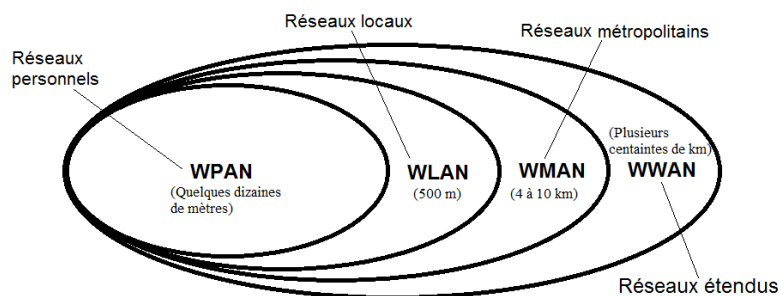 Réseaux locaux
Réseaux métropolitains
Réseaux
personnels
WPAN
(Quelques dizaines
de mètres)
WLAN
(500 m)
WMAN
(4 à 10 km)
(Plusieurs
centaintes de km)
WWAN
Réseaux étendus